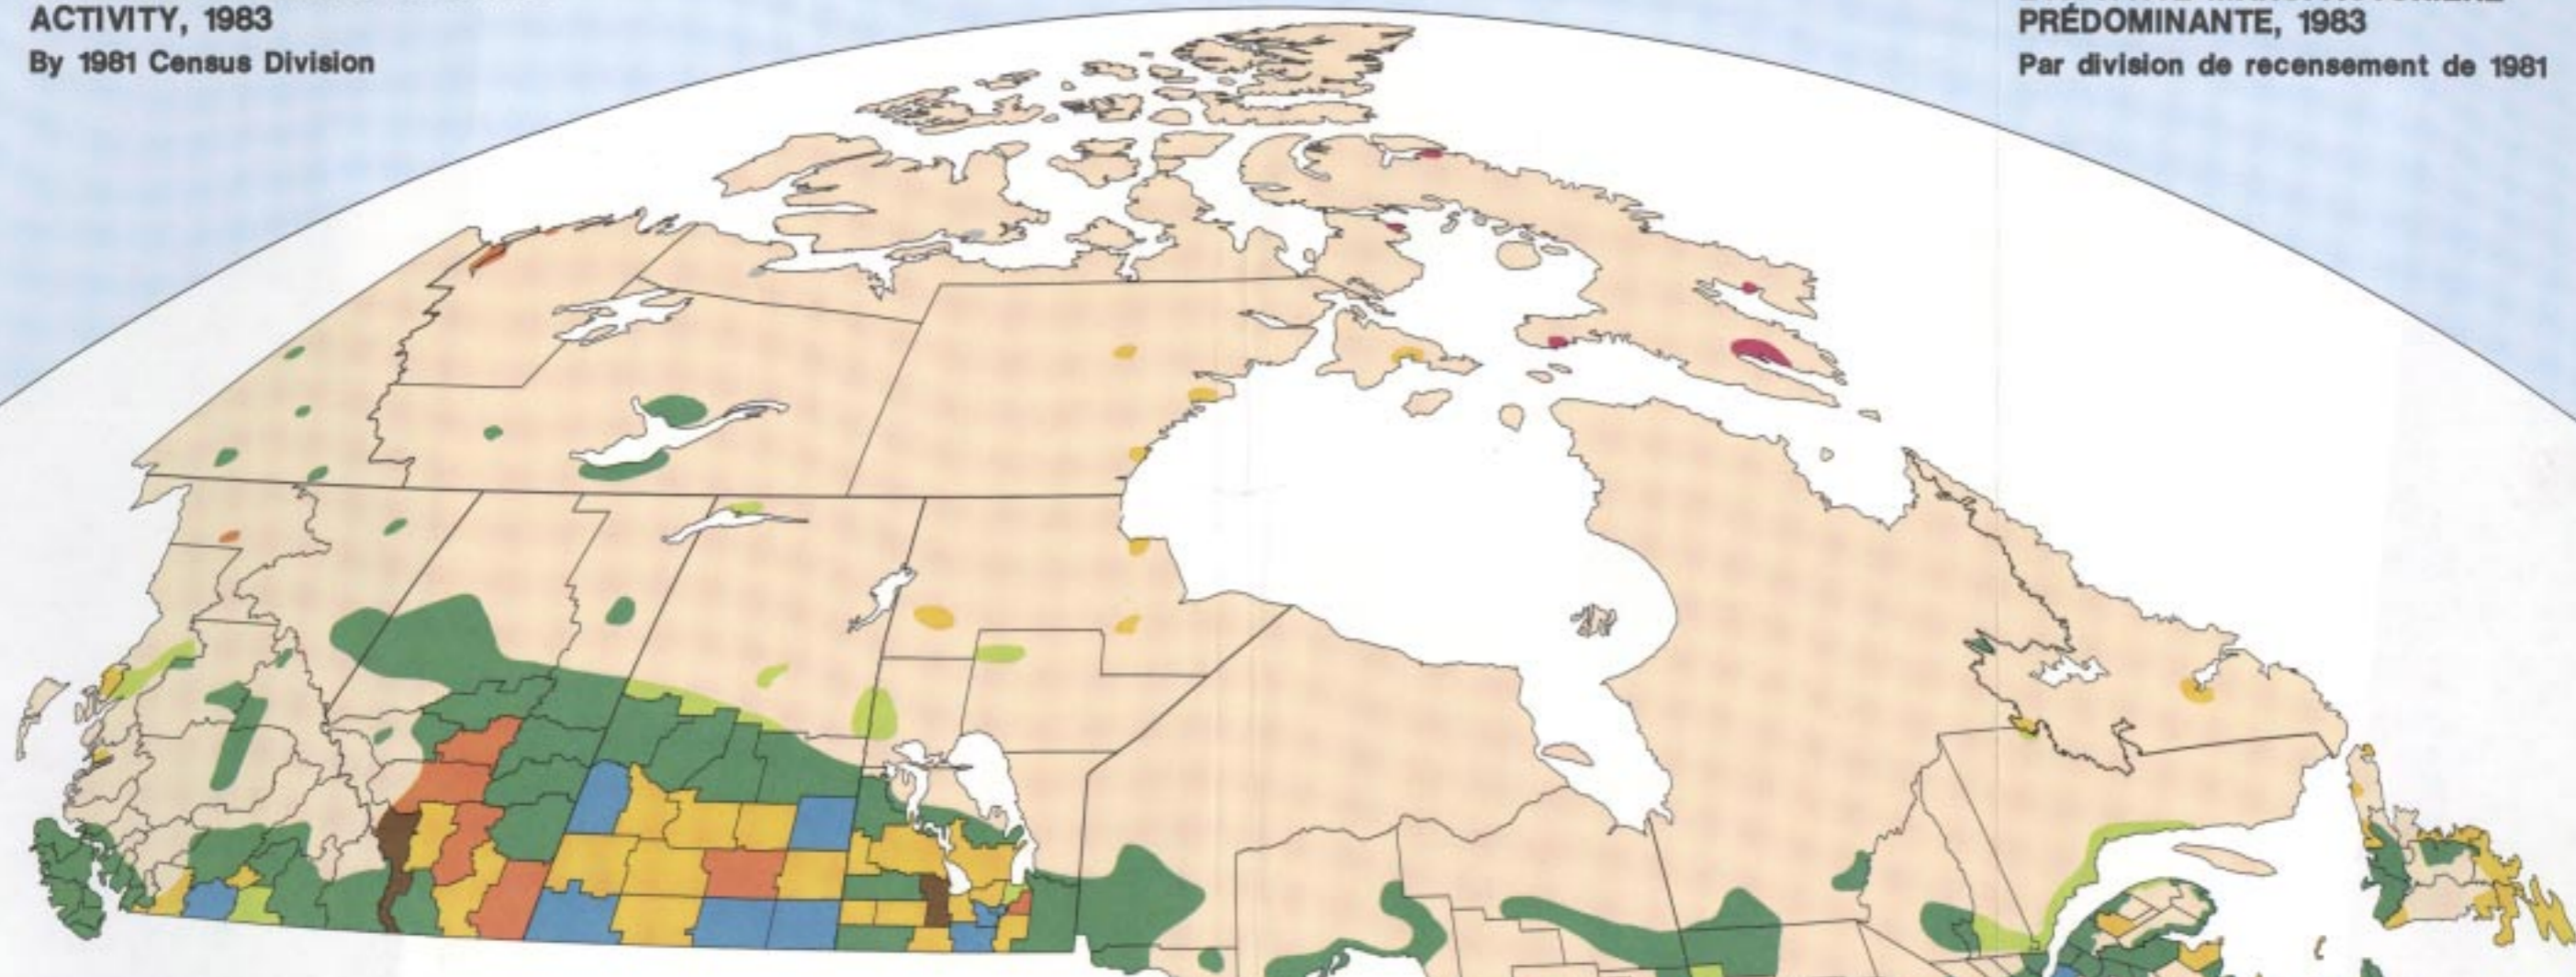 ACTIVITY, 1983
By 1981 Census Division
PRÉDOMINANTE, 1983
Par division de recensement de 1981